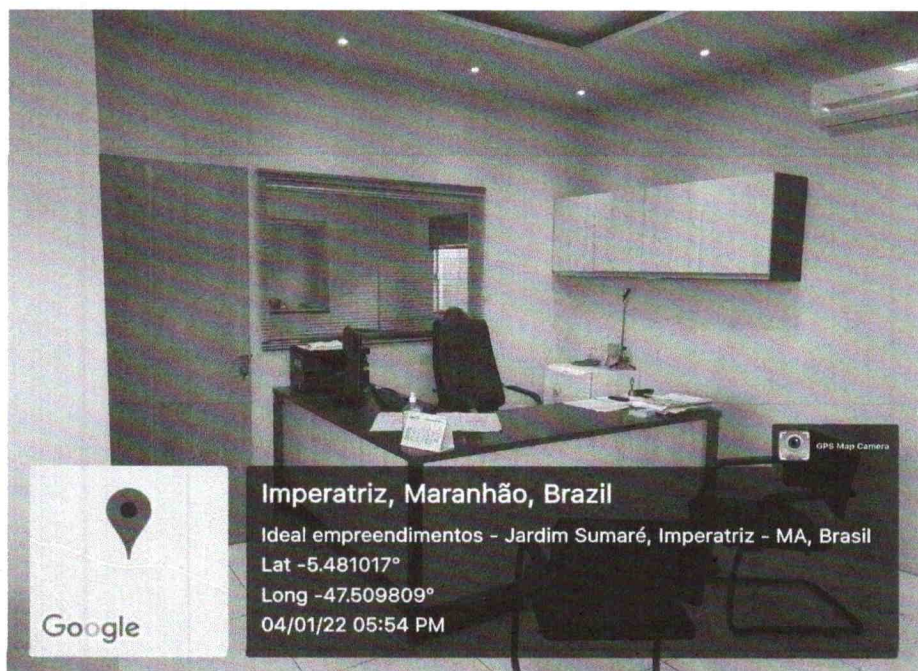 GPS Map Camera
Imperatriz, Maranhão, Brazil
Ideal empreendimentos - Jardim Sumaré, Imperatriz - MA, Brasil
Lat -5.481017°
Long -47.509809°
04/01/22 05:54 PM
Google